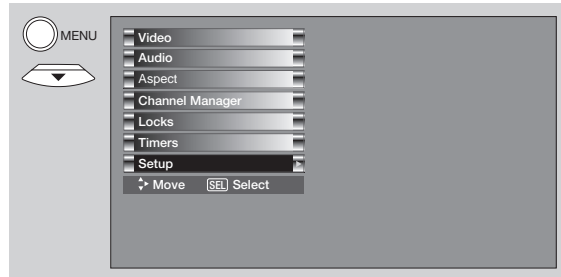 MENU
Video
Audio
Aspect
Channel Manager
Locks
Timers
Setup
Move SEL Select